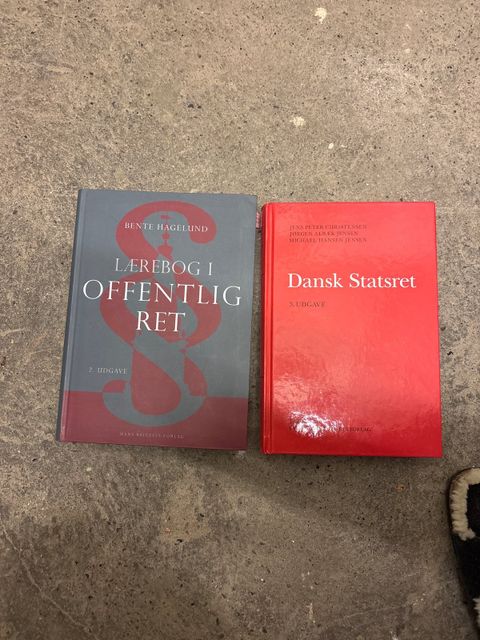 BENTE HAGELUND
LÆREBOG I
OFFENTLIG
RET
2. UDGAVE
HANS REITZELS FORLAG
JENS PETER CHRISTENSEN
JØRGEN ALBÆK JENSEN
MICHAEL HANSEN JENSEN
Dansk Statsret
3. UDGAVE